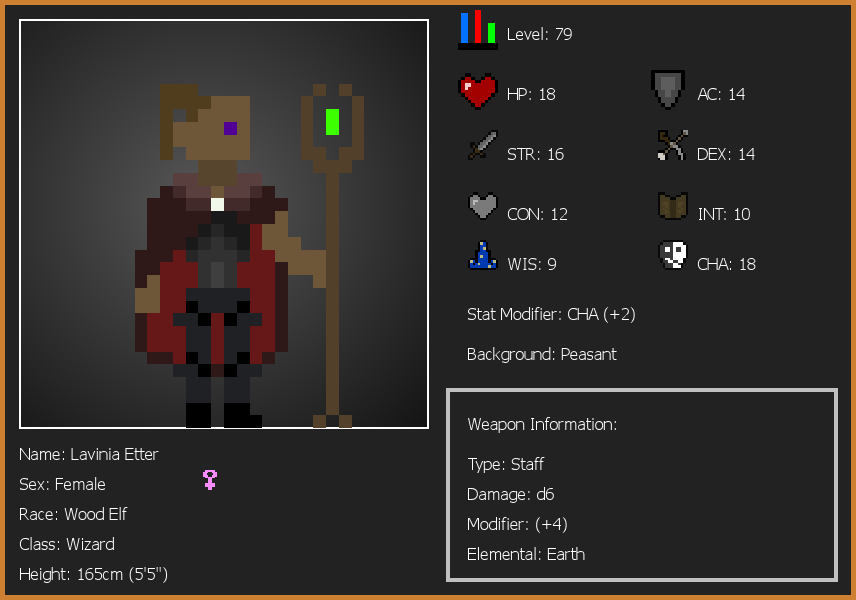 Level: 79
HP: 18
AC: 14
STR: 16
DEX: 14
CON: 12
INT: 10
WIS: 9
CHA: 18
Stat Modifier: CHA (+2)
Background: Peasant
Weapon Information:
Type: Staff
Damage: d6
Modifier: (+4)
Elemental: Earth
Name: Lavinia Etter
Sex: Female
Race: Wood Elf
Class: Wizard
Height: 165cm (5'5")